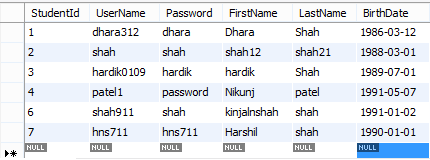 StudentId UserName Password FirstName LastName BirthDate
1 dhara312 dhara Dhara Shah 1986-03-12
2 shah shah shah12 shah21 1988-03-01
3 hardik0109 hardik hardik Shah 1989-07-01
4 patel1 password Nikunj patel 1991-05-07
6 shah911 shah kinjalnshah shah 1991-01-02
7 hns711 hns711 Harshil shah 1990-01-01
NULL NULL NULL NULL NULL NULL